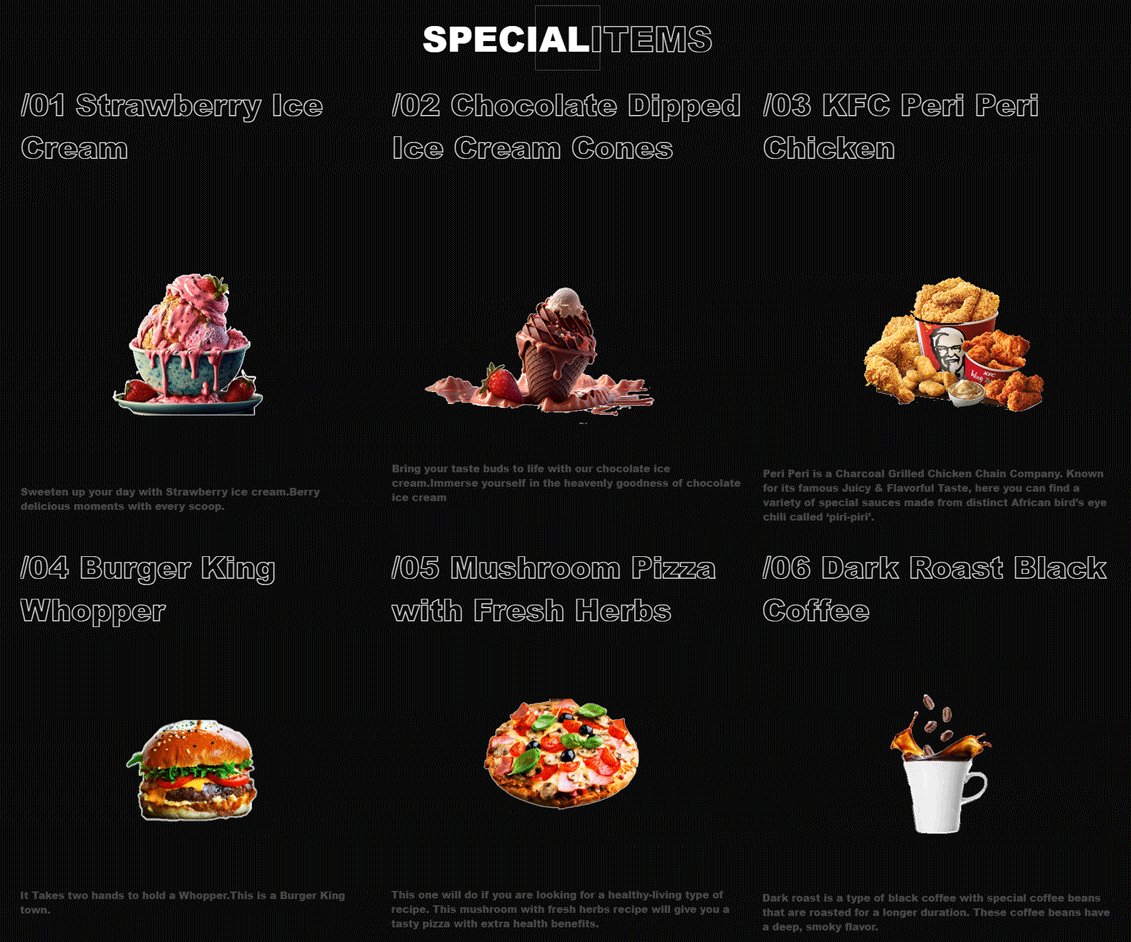 SPECIALITEMS
/01 Strawberry Ice
Cream
/02 Chocolate Dipped
Ice Cream Cones
/03 KFC Peri Peri
Chicken
KFC
Sweeten up your day with Strawberry ice cream.Berry
delicious moments with every scoop.
Bring your taste buds to life with our chocolate ice
cream.Immerse yourself in the heavenly goodness of chocolate
ice cream
Peri Peri is a Charcoal Grilled Chicken Chain Company. Known
for its famous Juicy & Flavorful Taste, here you can find a
variety of special sauces made from distinct African bird's eye
chili called ‘piri-piri’.
/04 Burger King
Whopper
/05 Mushroom Pizza
with Fresh Herbs
/06 Dark Roast Black
Coffee
It Takes two hands to hold a Whopper.This is a Burger King
town.
This one will do if you are looking for a healthy-living type of
recipe. This mushroom with fresh herbs recipe will give you a
tasty pizza with extra health benefits.
Dark roast is a type of black coffee with special coffee beans
that are roasted for a longer duration. These coffee beans have
a deep, smoky flavor.